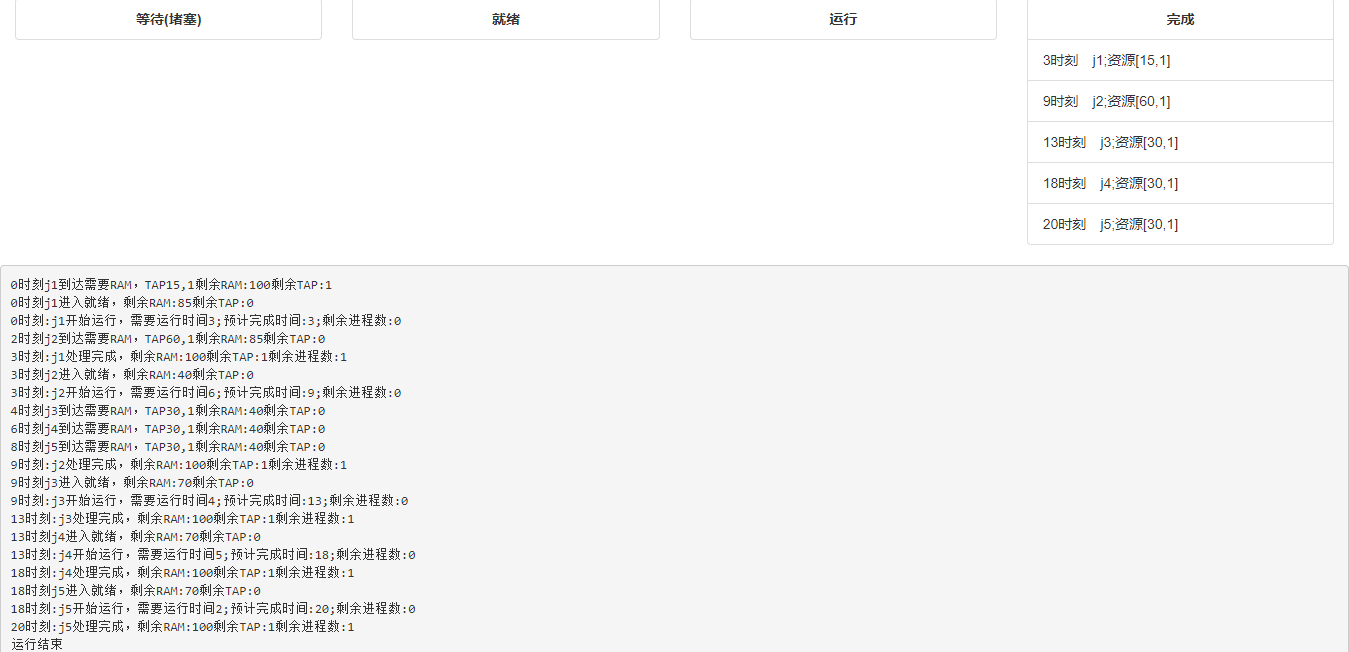 等待(堵塞)
就绪
运行
完成
3时刻 j1;资源[15,1]
9时刻 j2;资源[60,1]
13时刻 j3;资源[30,1]
18时刻 j4;资源[30,1]
20时刻 j5;资源[30,1]
0时刻j1到达需要RAM，TAP15,1剩余RAM:100剩余TAP:1
0时刻j1进入就绪，剩余RAM:85剩余TAP:0
0时刻:j1开始运行，需要运行时间3;预计完成时间:3;剩余进程数:0
2时刻j2到达需要RAM，TAP60,1剩余RAM:85剩余TAP:0
3时刻:j1处理完成，剩余RAM:100剩余TAP:1剩余进程数:1
3时刻j2进入就绪，剩余RAM:40剩余TAP:0
3时刻:j2开始运行，需要运行时间6;预计完成时间:9;剩余进程数:0
4时刻j3到达需要RAM，TAP30,1剩余RAM:40剩余TAP:0
6时刻j4到达需要RAM，TAP30,1剩余RAM:40剩余TAP:0
8时刻j5到达需要RAM，TAP30,1剩余RAM:40剩余TAP:0
9时刻:j2处理完成，剩余RAM:100剩余TAP:1剩余进程数:1
9时刻j3进入就绪，剩余RAM:70剩余TAP:0
9时刻:j3开始运行，需要运行时间4;预计完成时间:13;剩余进程数:0
13时刻:j3处理完成，剩余RAM:100剩余TAP:1剩余进程数:1
13时刻j4进入就绪，剩余RAM:70剩余TAP:0
13时刻:j4开始运行，需要运行时间5;预计完成时间:18;剩余进程数:0
18时刻:j4处理完成，剩余RAM:100剩余TAP:1剩余进程数:1
18时刻j5进入就绪，剩余RAM:70剩余TAP:0
18时刻:j5开始运行，需要运行时间2;预计完成时间:20;剩余进程数:0
20时刻:j5处理完成，剩余RAM:100剩余TAP:1剩余进程数:1
运行结束